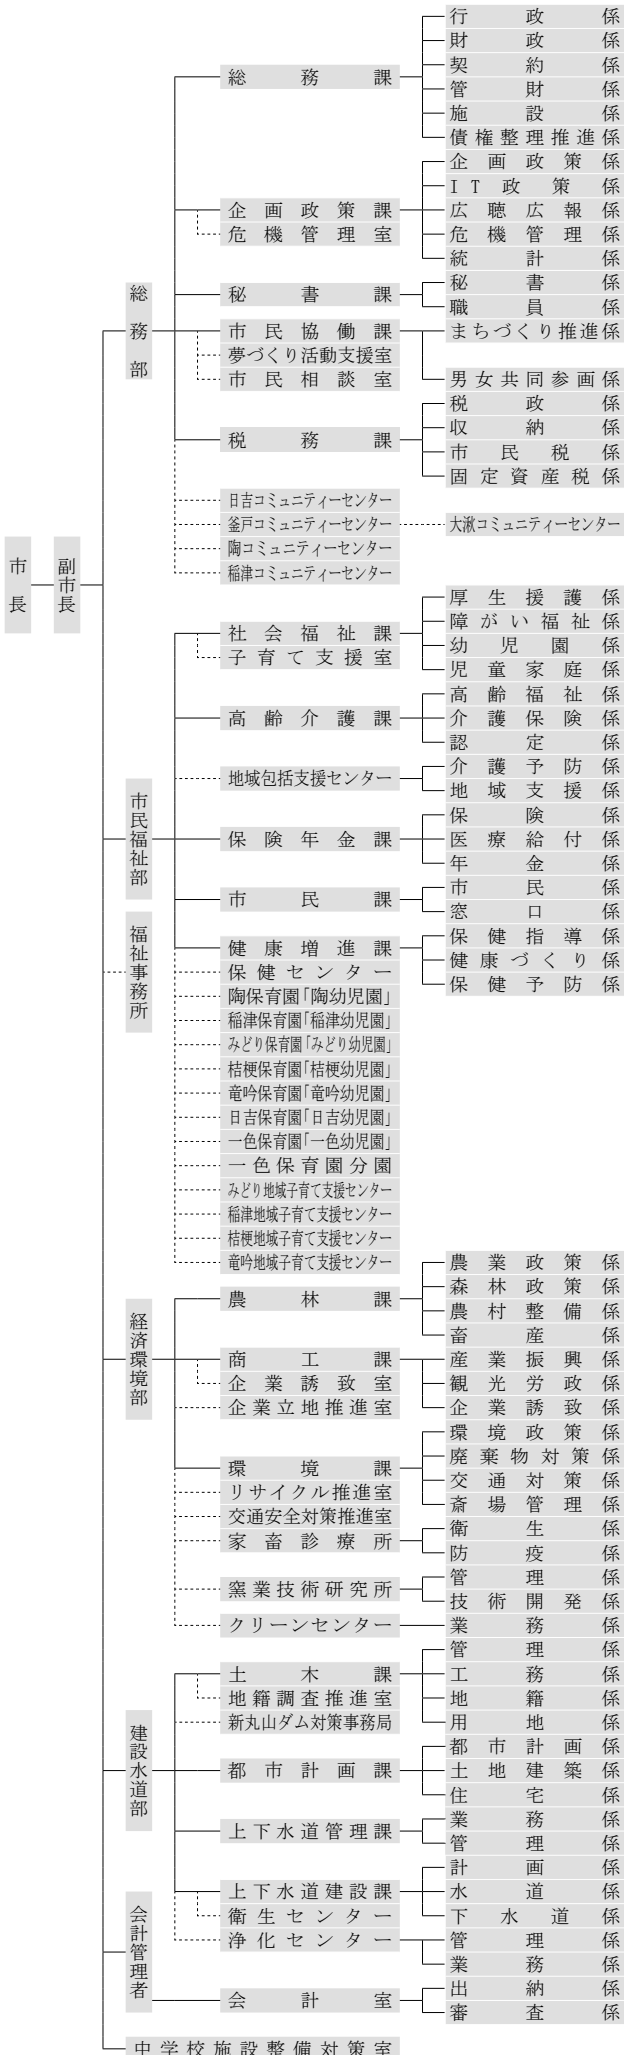 市長
副市長
総務部
総務課
行政係
財政係
契約係
管財係
施設係
債権整理推進係
企画政策課
危機管理室
企画政策係
IT政策係
広聴広報係
危機管理係
統計係
秘書課
秘書係
職員係
市民協働課
夢づくり活動支援室
市民相談室
まちづくり推進係
男女共同参画係
税務課
税政係
収納係
市民税係
固定資産税係
日吉コミュニティーセンター
釜戸コミュニティーセンター
大湫コミュニティーセンター
陶コミュニティーセンター
稲津コミュニティーセンター
市民福祉部
福祉事務所
社会福祉課
子育て支援室
厚生援護係
障がい福祉係
幼児園係
児童家庭係
高齢介護課
高齢福祉係
介護保険係
認定係
地域包括支援センター
介護予防係
地域支援係
保険年金課
保険係
医療給付係
年金係
市民課
市民係
窓口係
健康増進課
保健指導係
健康づくり係
保健予防係
保健センター
陶保育園「陶幼児園」
稲津保育園「稲津幼児園」
みどり保育園「みどり幼児園」
桔梗保育園「桔梗幼児園」
竜吟保育園「竜吟幼児園」
日吉保育園「日吉幼児園」
一色保育園「一色幼児園」
一色保育園分園
みどり地域子育て支援センター
稲津地域子育て支援センター
桔梗地域子育て支援センター
竜吟地域子育て支援センター
経済環境部
農林課
農業政策係
森林政策係
農村整備係
畜産係
商工課
企業誘致室
企業立地推進室
産業振興係
観光労政係
企業誘致係
環境課
環境政策係
廃棄物対策係
交通対策係
斎場管理係
リサイクル推進室
交通安全対策推進室
家畜診療所
衛生係
防疫係
窯業技術研究所
管理係
技術開発係
クリーンセンター
業務係
建設水道部
土木課
地籍調査推進室
新丸山ダム対策事務局
管理係
工務係
地籍係
用地係
都市計画課
都市計画係
土地建築係
住宅係
上下水道管理課
業務係
管理係
上下水道建設課
計画係
水道係
下水道係
衛生センター
浄化センター
管理係
業務係
会計管理者
会計室
出納係
審査係
中学校施設整備対策室